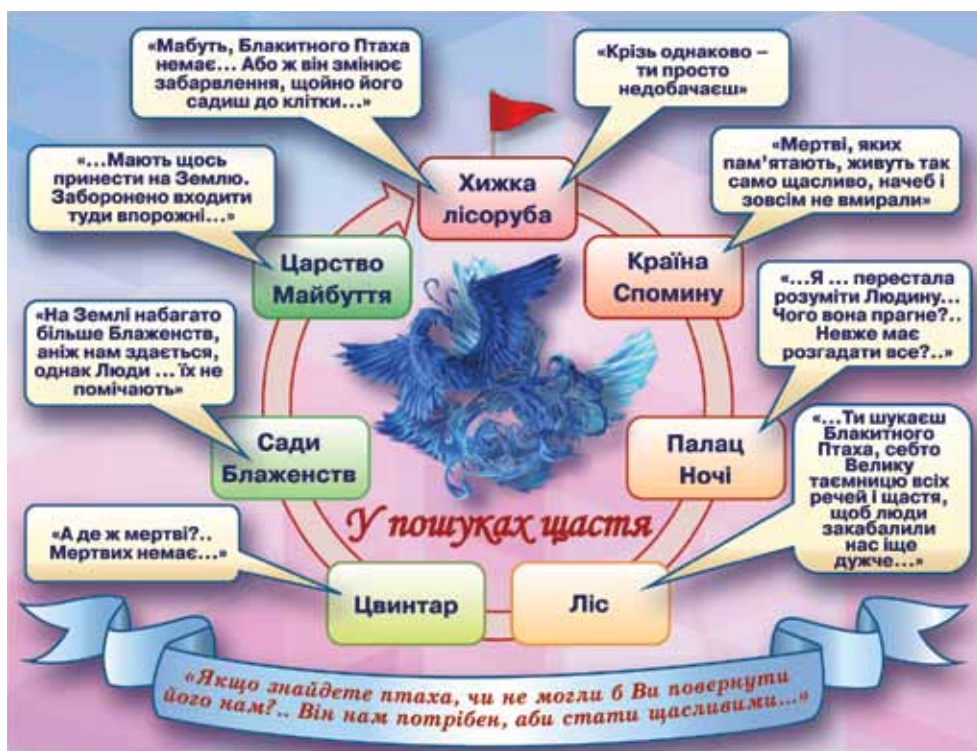 «Мабуть, Блакитного Птаха
немає... Або ж він змінює
забарвлення, щойно його
садиш до клітки...»
«Крізь однаково –
ти просто
недобачаєш»
Хижка
лісоруба
«...Мають щось
принести на Землю.
Заборонено входити
туди впорожні...»
«Мертві, яких
пам’ятають, живуть так
само щасливо, начеб і
зовсім не вмирали»
Царство
Майбуття
Країна
Спомину
«На Землі набагато
більше Блаженств,
аніж нам здається,
однак Люди ... їх не
помічають»
«...Я ... перестала
розуміти Людину...
Чого вона прагне?..
Невже має
розгадати все?..»
Сади
Блаженств
Палац
Ночі
«...Ти шукаєш
Блакитного
Птаха, себто
Велику
таємницю всіх
речей і щастя,
щоб люди
закабалили
нас іще
дужче...»
У пошуках щастя
«А де ж мертві?..
Мертвих немає...»
Цвинтар
Ліс
«Якщо знайдете птаха, чи не могли б Ви повернути
його нам?.. Він нам потрібен, аби стати щасливими...»